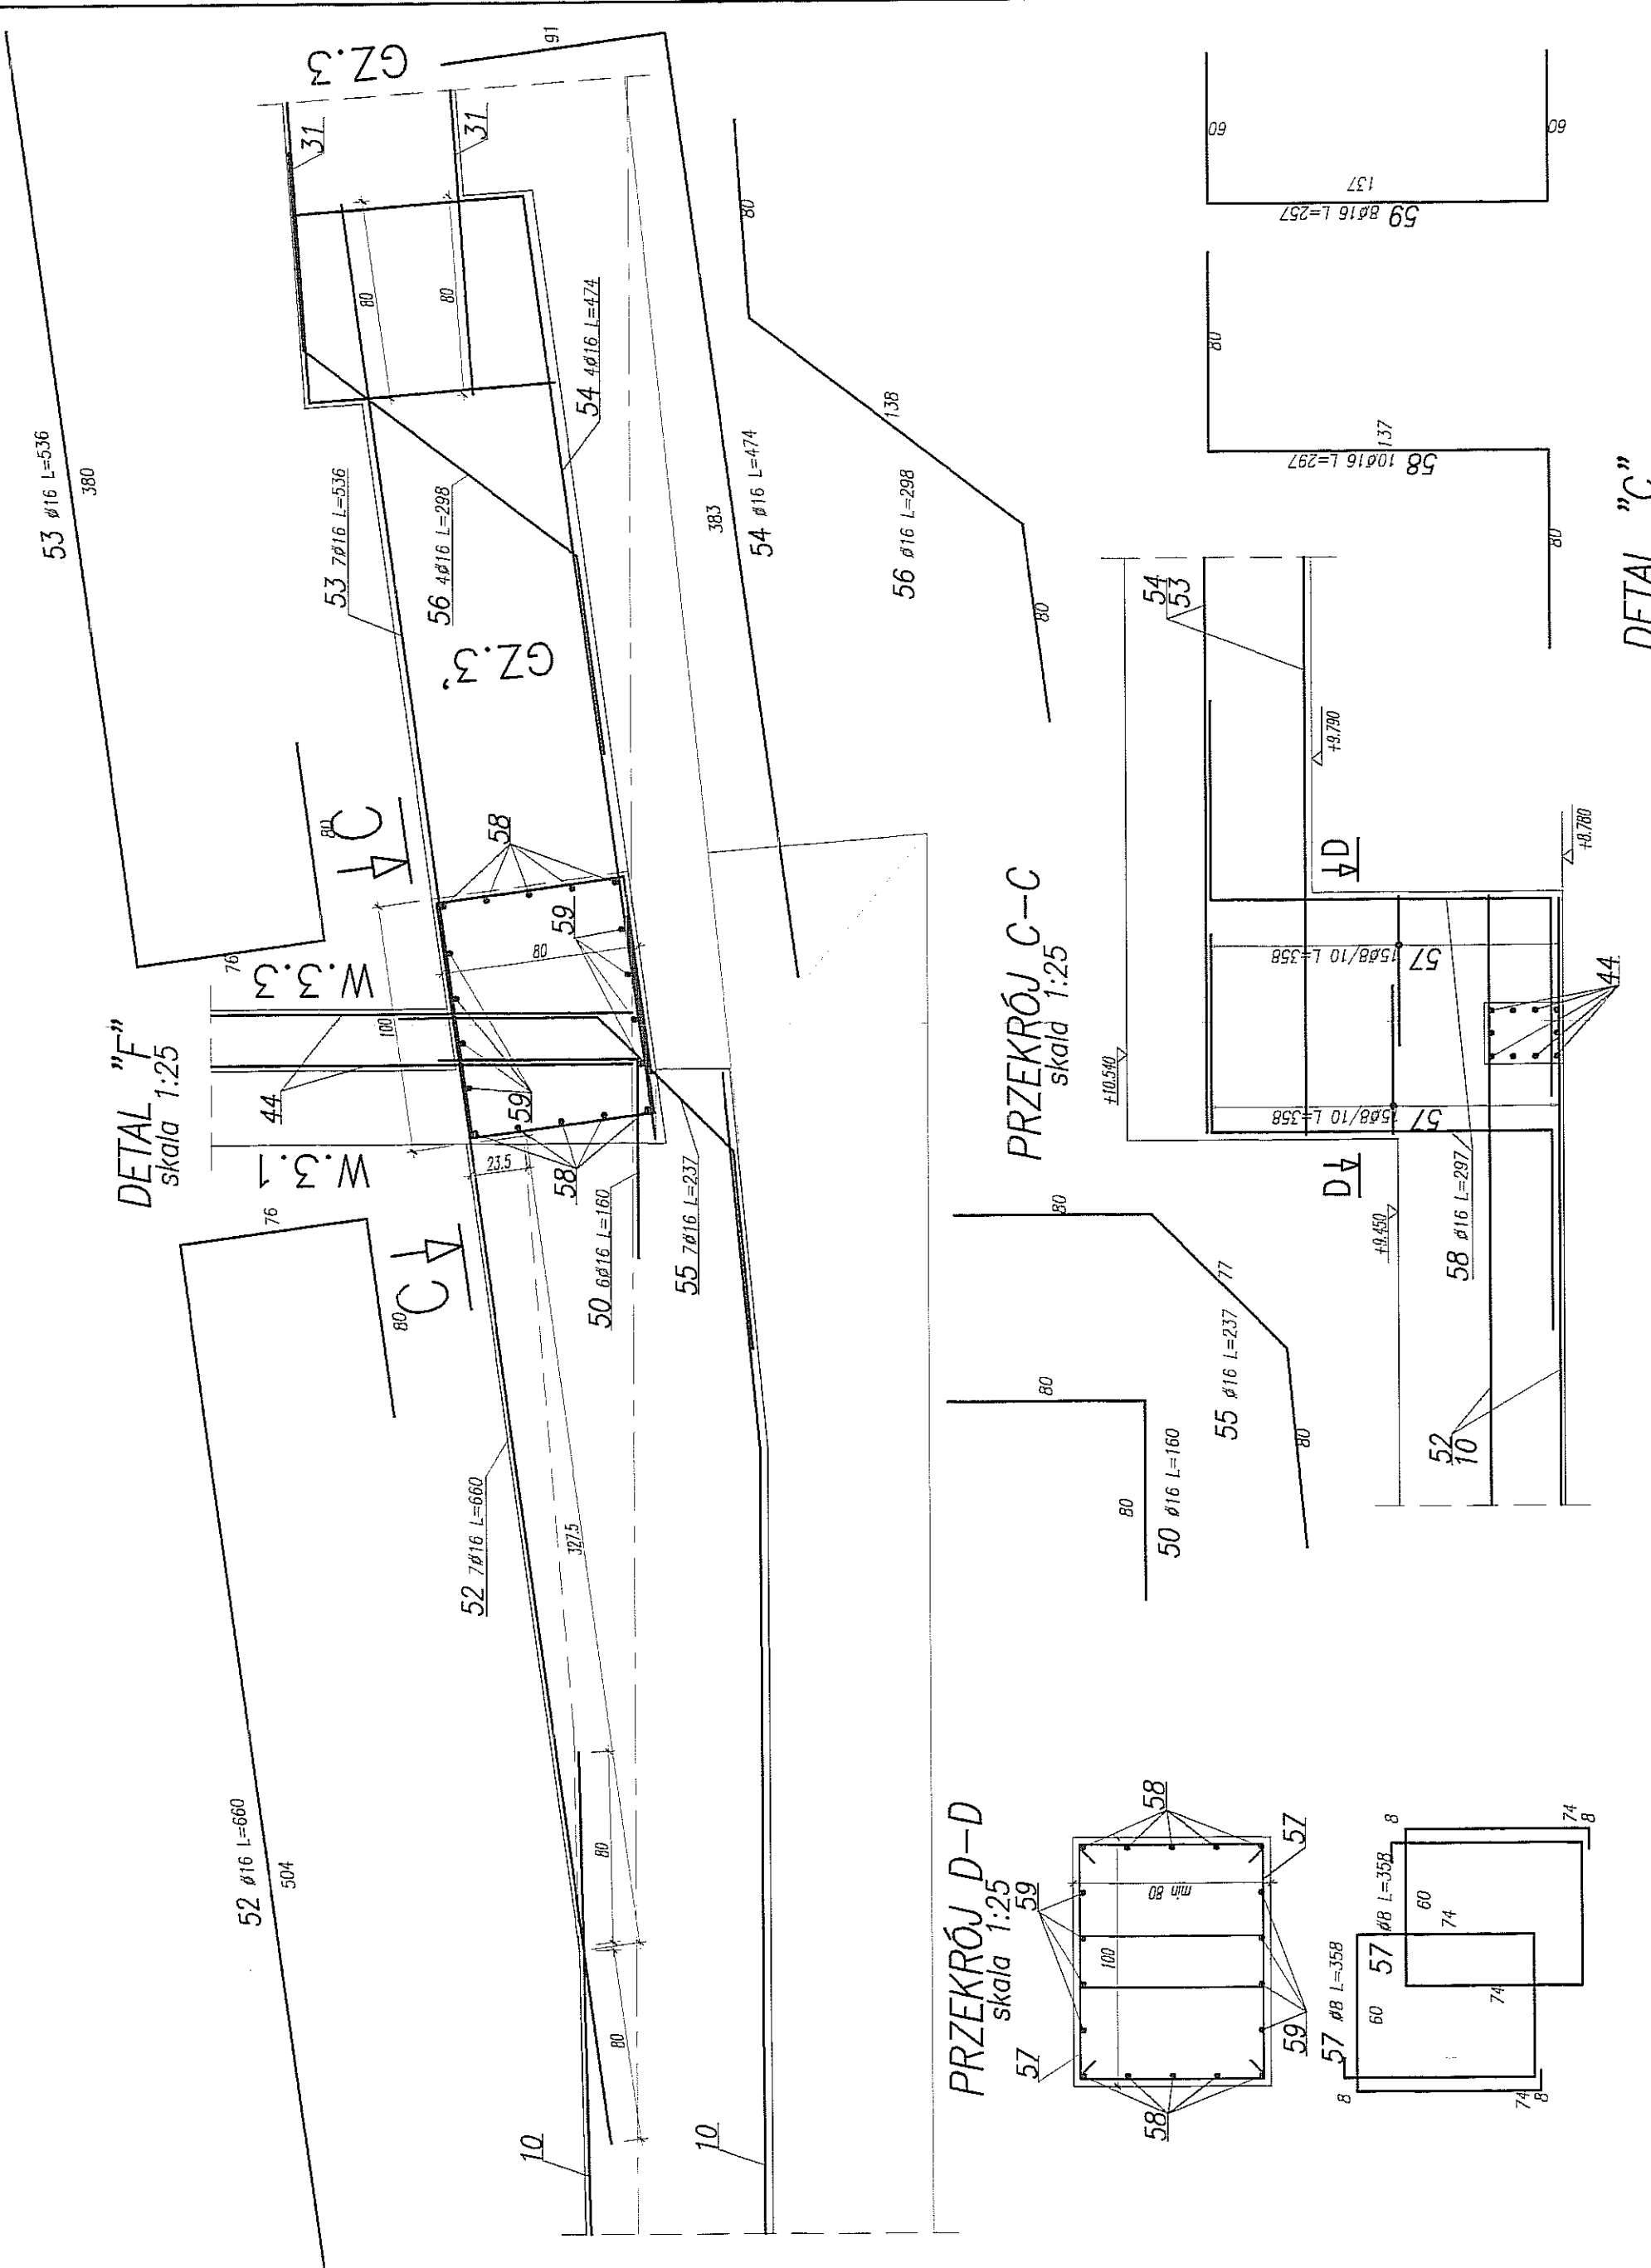 53 ø16 L=536
380
80
76
91
GZ.3
31
31
80
80
54 4ø16 L=474
53 7ø16 L=536
56 4ø16 L=298
GZ.3'
383
54 ø16 L=474
80
138
56 ø16 L=298
80
DETAL "F"
skala 1:25
W.3.3
W.3.1
44
C
C
100
80
58
59
59
58
23.5
50 6ø16 L=160
55 7ø16 L=237
76
80
52 ø16 L=660
504
52 7ø16 L=660
327.5
80
80
10
10
60
137
59 8ø16 L=257
60
80
137
58 10ø16 L=297
80
DETAL "C"
PRZEKRÓJ C-C
skala 1:25
54
53
+9.790
+8.780
+10.540
+9.450
D
D
15ø8/10 L=358
57
15ø8/10 L=358
57
44
58 ø16 L=297
52
10
80
77
55 ø16 L=237
80
80
80
50 ø16 L=160
PRZEKRÓJ D-D
skala 1:25
57
59
58
57
min 80
100
58
59
57 ø8 L=358
60
74
74
8
8
57 ø8 L=358
60
74
74
8
8